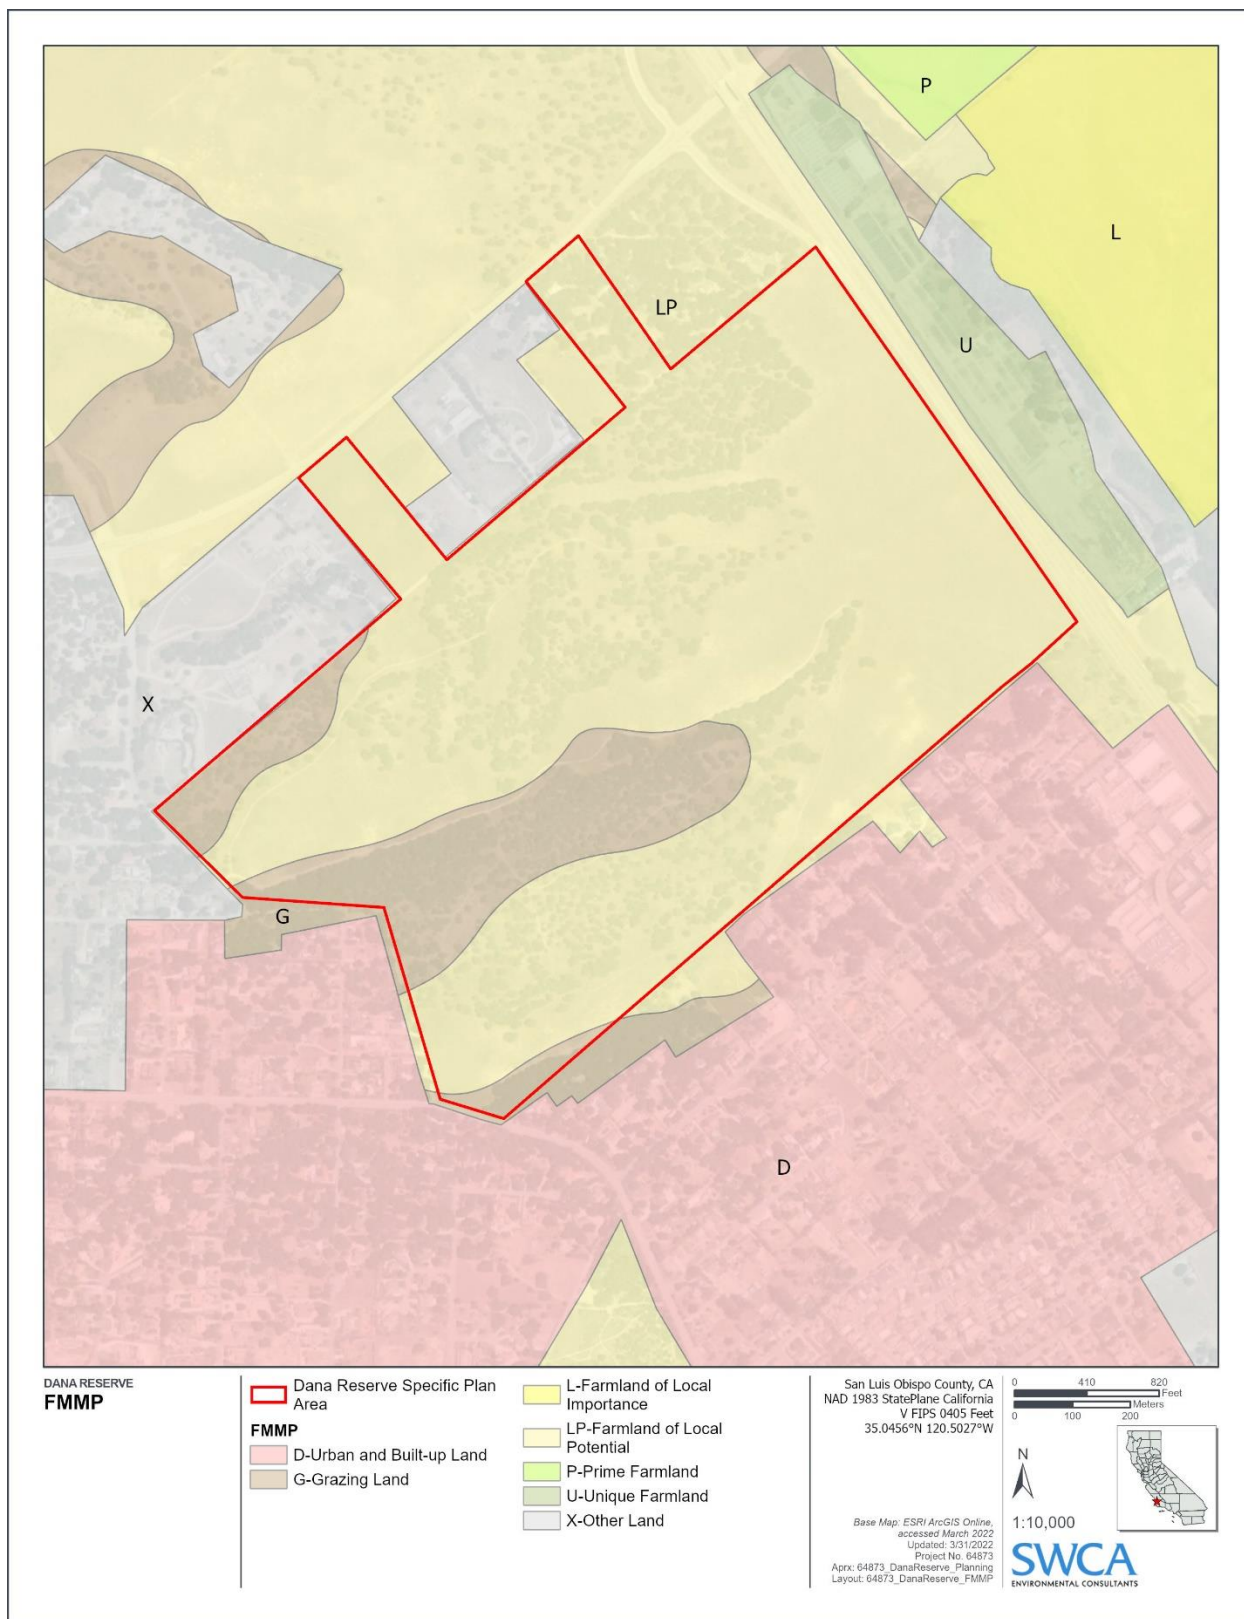 P
L
LP
U
X
G
D
DANA RESERVE
FMMP
Dana Reserve Specific Plan
Area
FMMP
D-Urban and Built-up Land
G-Grazing Land
L-Farmland of Local
Importance
LP-Farmland of Local
Potential
P-Prime Farmland
U-Unique Farmland
X-Other Land
San Luis Obispo County, CA
NAD 1983 StatePlane California
V FIPS 0405 Feet
35.0456°N 120.5027°W
Base Map: ESRI ArcGIS Online,
accessed March 2022
Updated: 3/31/2022
Project No. 64873
Aprx: 64873_DanaReserve_Planning
Layout: 64873_DanaReserve_FMMP
0 410 820
Feet
Meters
0 100 200
N
1:10,000
SWCA
ENVIRONMENTAL CONSULTANTS